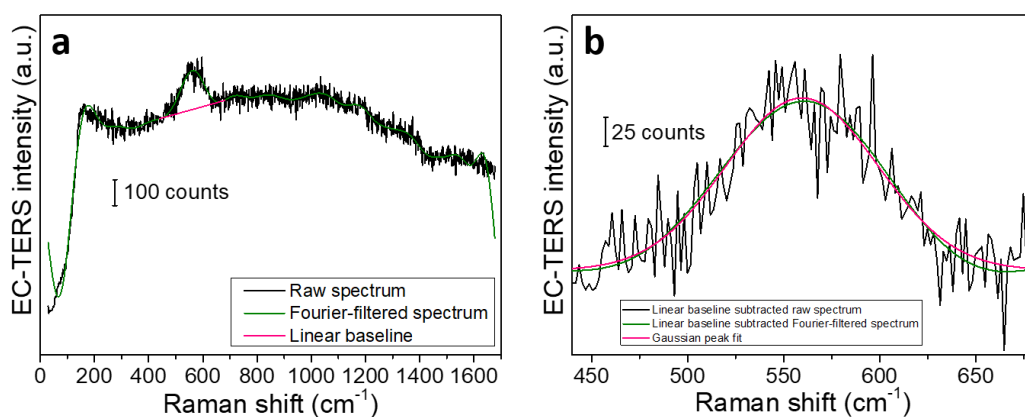 a
EC-TERS intensity (a.u.)
100 counts
Raw spectrum
Fourier-filtered spectrum
Linear baseline
0 200 400 600 800 1000 1200 1400 1600
Raman shift (cm⁻¹)
b
EC-TERS intensity (a.u.)
25 counts
Linear baseline subtracted raw spectrum
Linear baseline subtracted Fourier-filtered spectrum
Gaussian peak fit
450 500 550 600 650
Raman shift (cm⁻¹)